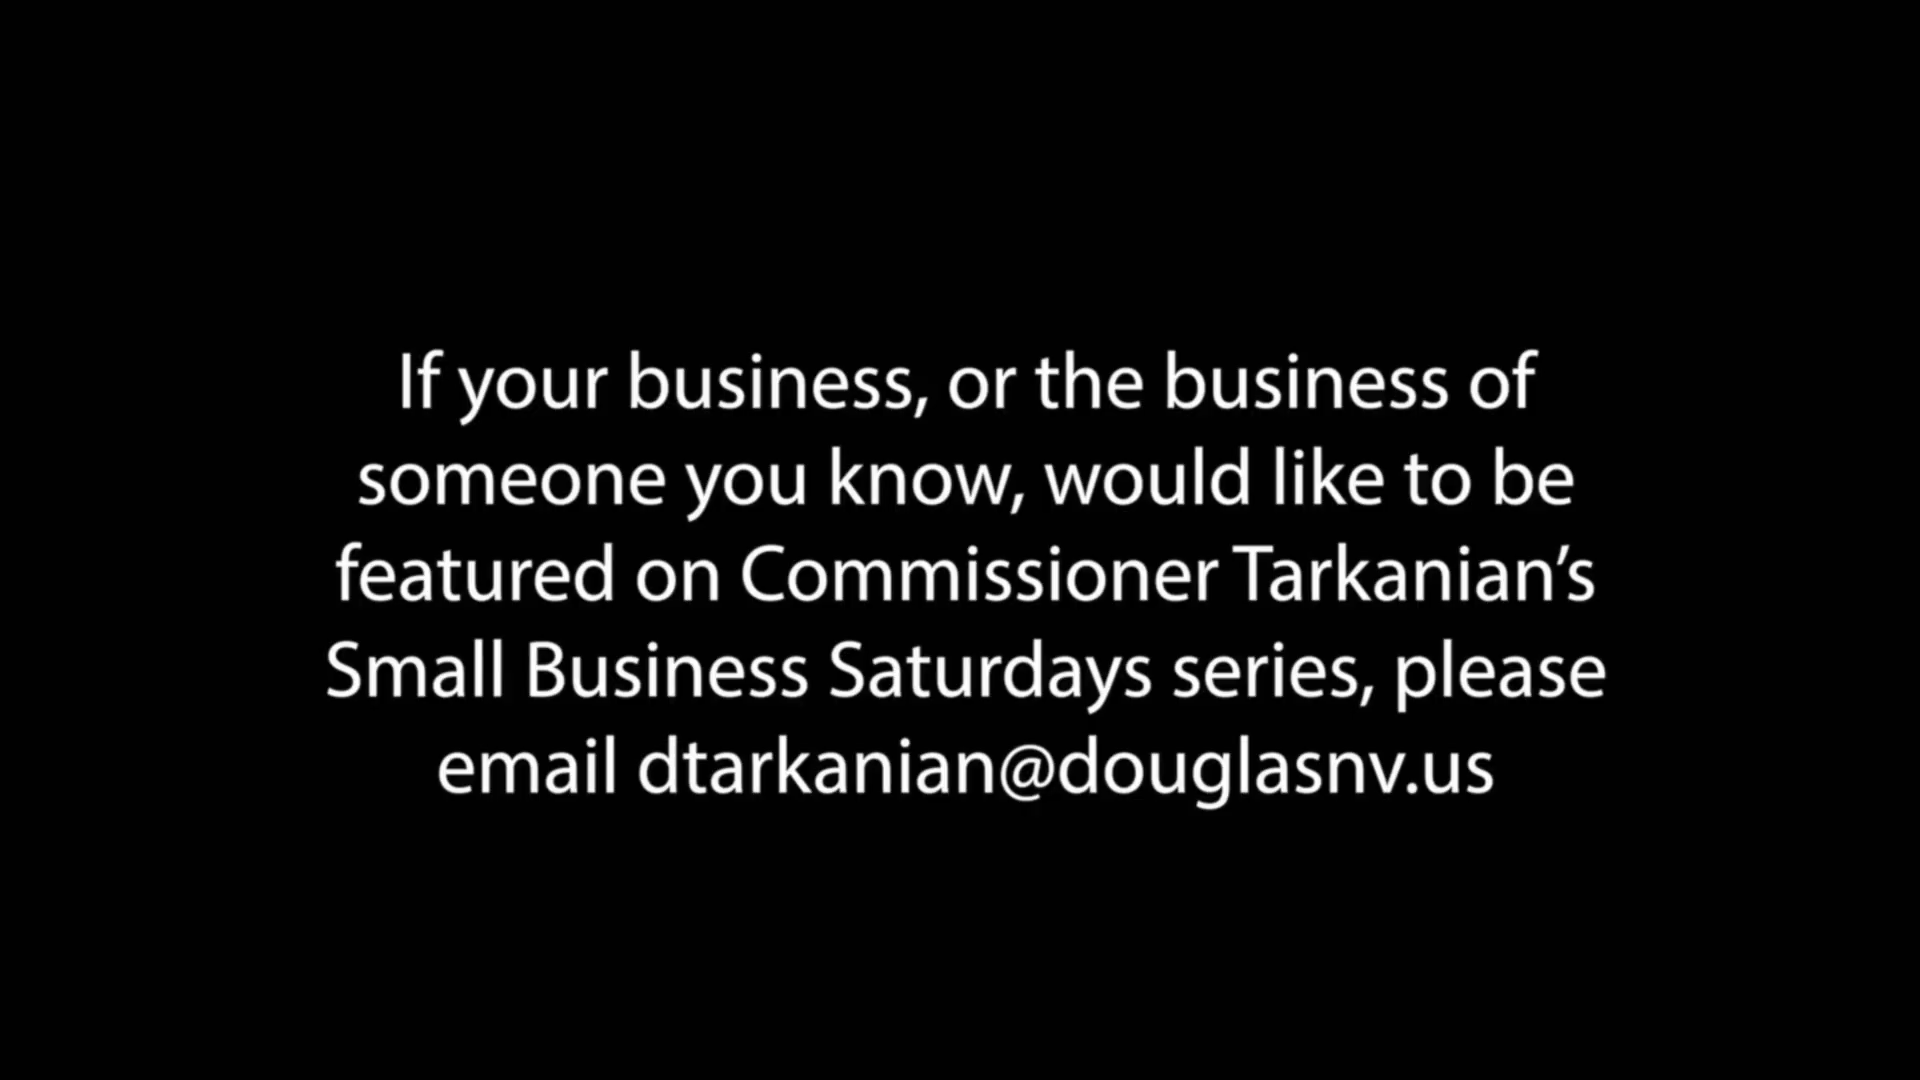 If your business, or the business of
someone you know, would like to be
featured on Commissioner Tarkanian’s
Small Business Saturdays series, please
email dtarkanian@douglasnv.us